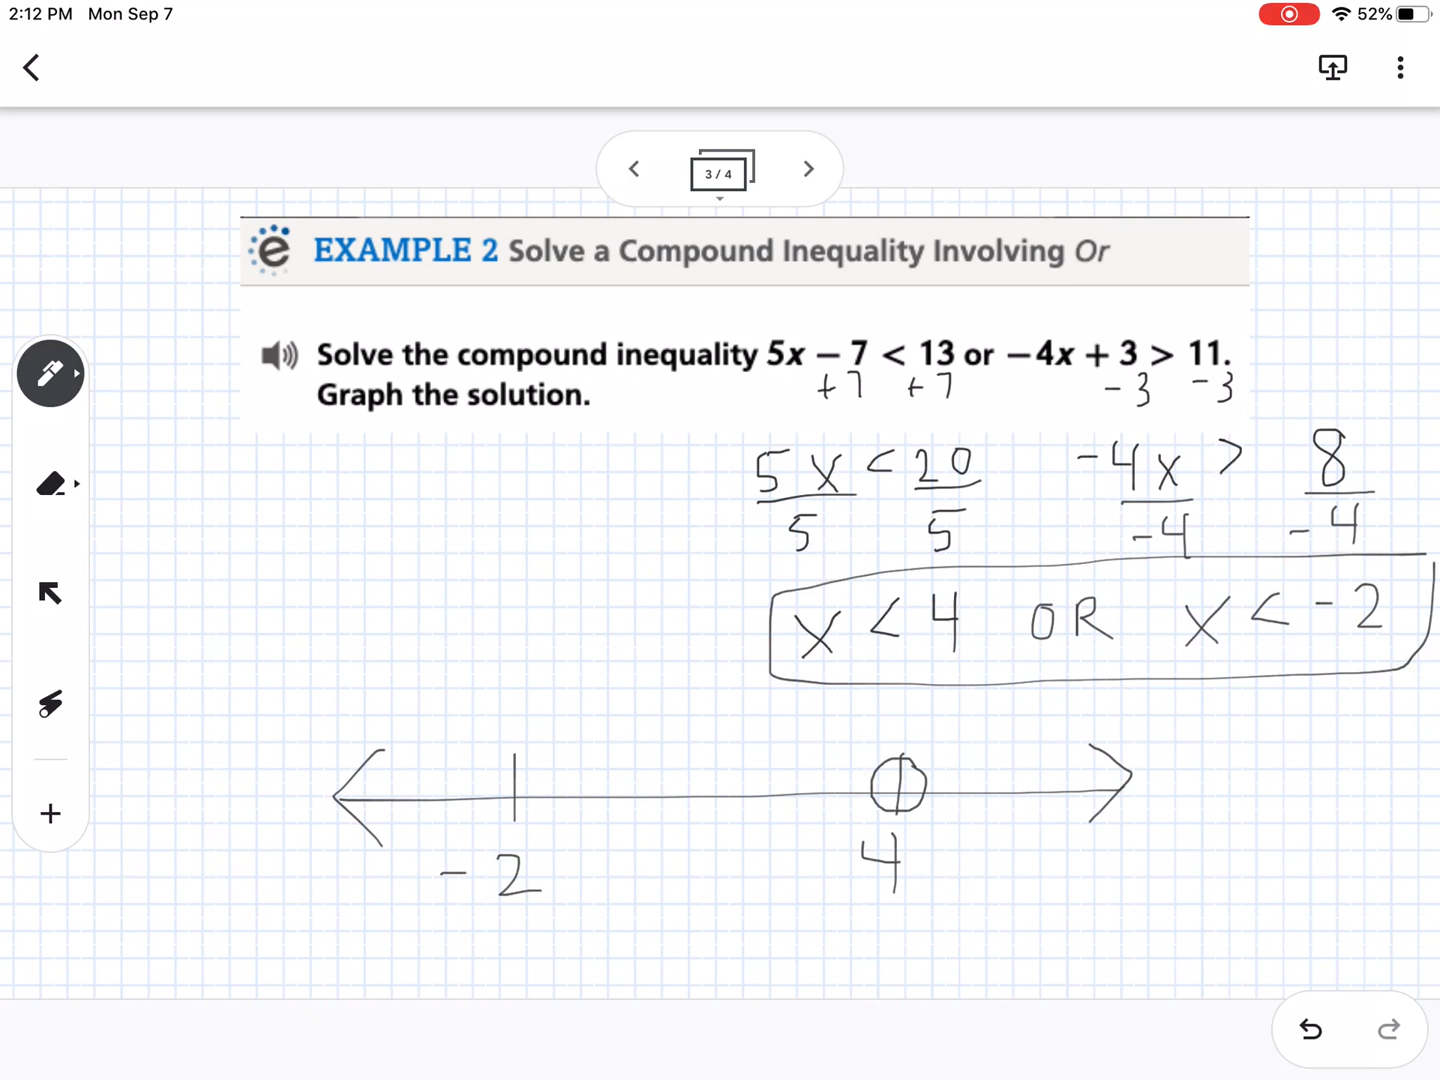 2:12 PM Mon Sep 7 52%
3 / 4
e EXAMPLE 2 Solve a Compound Inequality Involving Or
Solve the compound inequality 5x − 7 < 13 or −4x + 3 > 11.
+7 +7 -3 -3
Graph the solution.
5x < 20 -4x > 8
5 5 -4 -4
x < 4 OR x < -2
-2 4